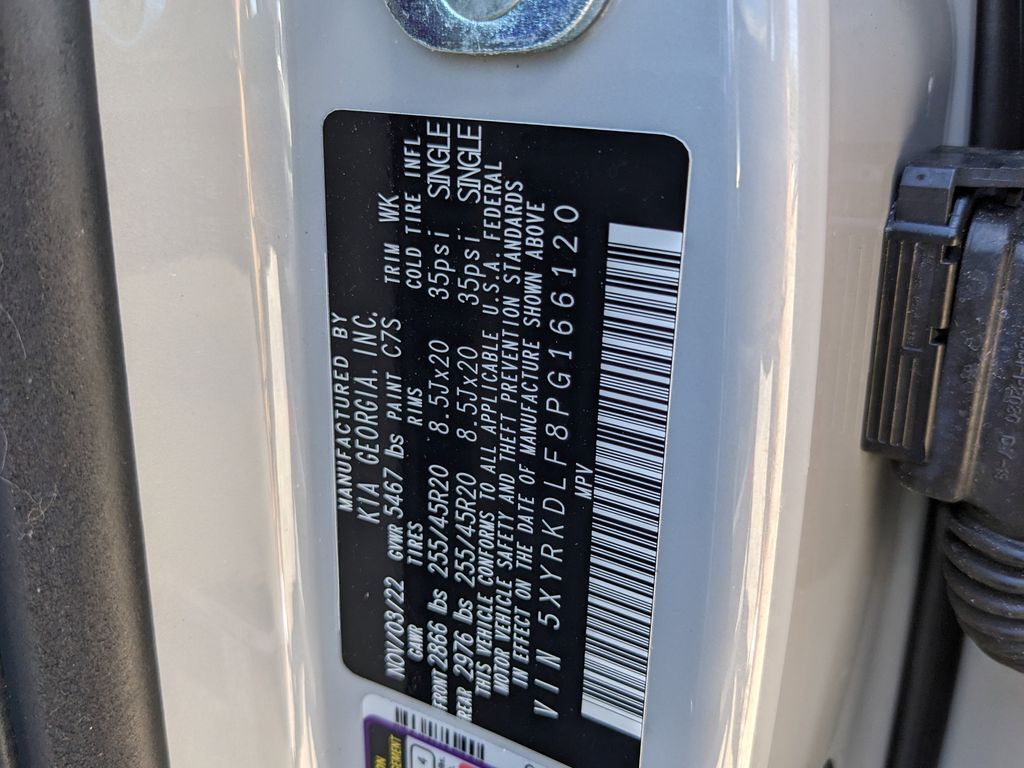 MANUFACTURED BY
KIA GEORGIA. INC.
NOV/03/22 GVWR 5467 lbs PAINT C7S TRIM WK
GAWR TIRES RIMS COLD TIRE INFL
FRONT 2866 lbs 255/45R20 8.5Jx20 35psi SINGLE
REAR 2976 lbs 255/45R20 8.5Jx20 35psi SINGLE
THIS VEHICLE CONFORMS TO ALL APPLICABLE U.S.A. FEDERAL
MOTOR VEHICLE SAFETY AND THEFT PREVENTION STANDARDS
IN EFFECT ON THE DATE OF MANUFACTURE SHOWN ABOVE
MPV
VIN 5XYRKDLF8PG166120
4